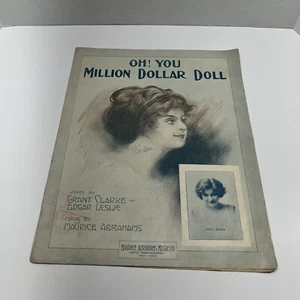 OH! YOU
MILLION DOLLAR DOLL
WORDS BY
GRANT CLARKE
EDGAR LESLIE
MUSIC BY
MAURICE ABRAHAMS
MAURICE ABRAHAMS MUSIC CO.
NEW YORK